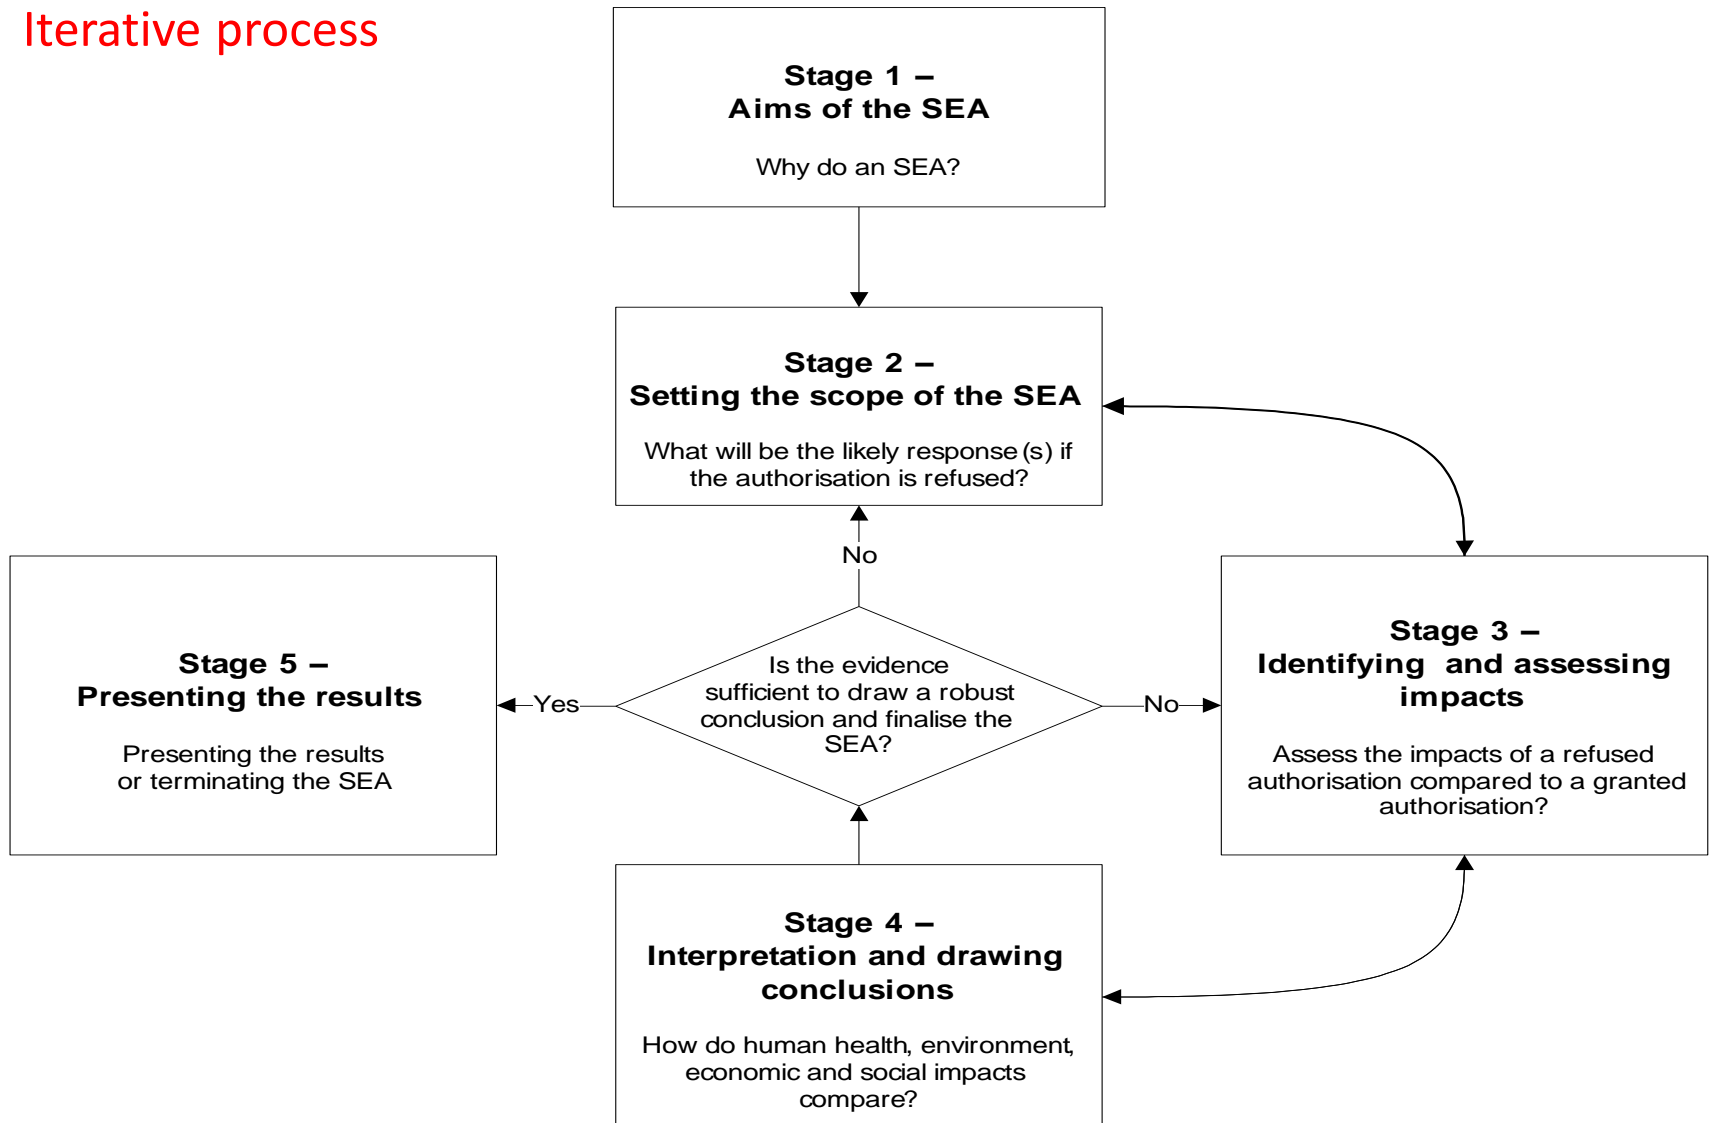 Iterative process
Stage 1 –
Aims of the SEA
Why do an SEA?
Stage 2 –
Setting the scope of the SEA
What will be the likely response(s) if
the authorisation is refused?
No
Is the evidence
sufficient to draw a robust
conclusion and finalise the
SEA?
Yes
No
Stage 5 –
Presenting the results
Presenting the results
or terminating the SEA
Stage 3 –
Identifying and assessing
impacts
Assess the impacts of a refused
authorisation compared to a granted
authorisation?
Stage 4 –
Interpretation and drawing
conclusions
How do human health, environment,
economic and social impacts
compare?